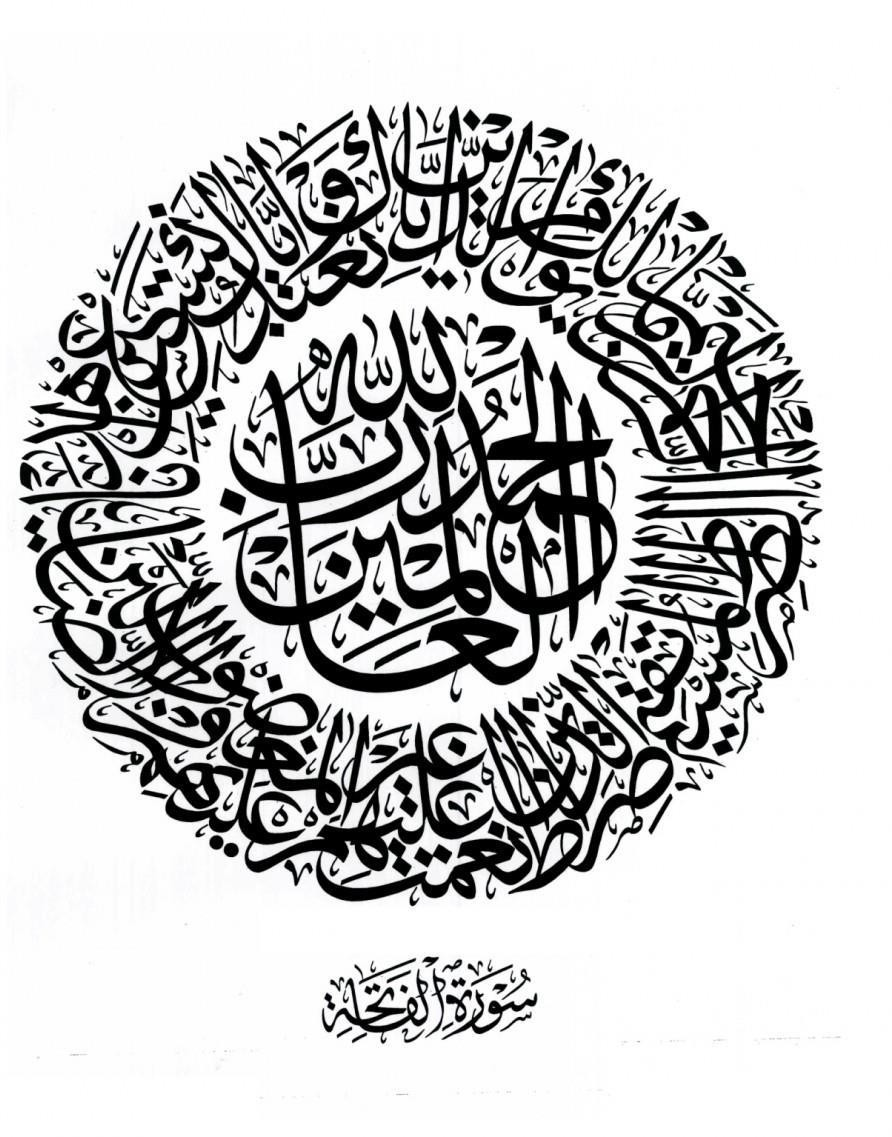 الحمد لله رب العالمين
الرحمن الرحيم ملك يوم الدين إياك نعبد وإياك نستعين اهدنا
الصراط المستقيم صراط الذين أنعمت عليهم غير المغضوب عليهم ولا الضالين
سورة الفاتحة